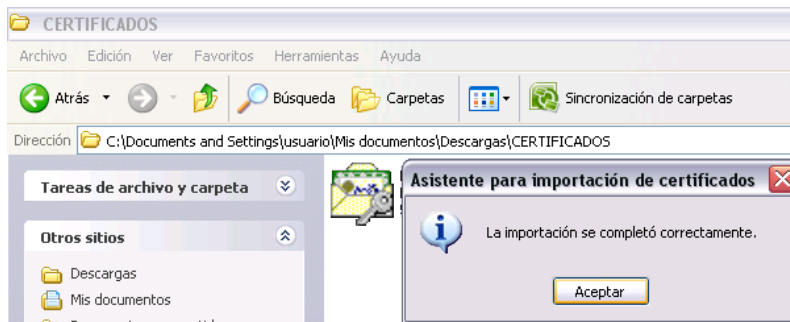 CERTIFICADOS
Archivo Edición Ver Favoritos Herramientas Ayuda
Atrás Búsqueda Carpetas Sincronización de carpetas
Dirección C:\Documents and Settings\usuario\Mis documentos\Descargas\CERTIFICADOS
Tareas de archivo y carpeta
Asistente para importación de certificados
La importación se completó correctamente.
Aceptar
Otros sitios
Descargas
Mis documentos